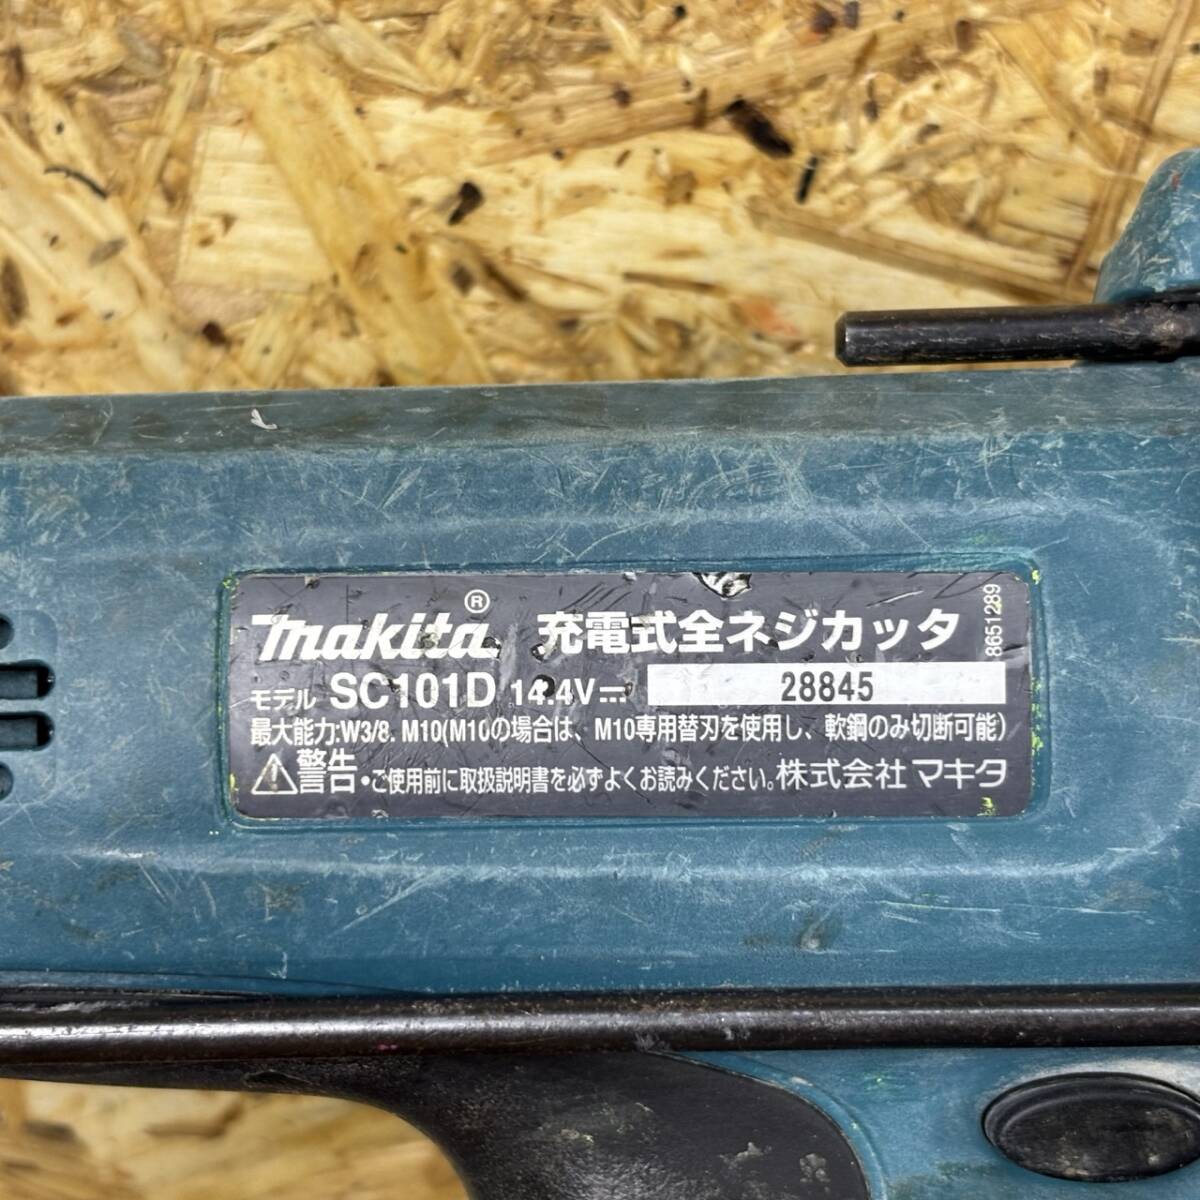 makita® 充電式全ネジカッタ
モデル SC101D 14.4V⎓ 28845
最大能力:W3/8. M10(M10の場合は、M10専用替刃を使用し、軟鋼のみ切断可能)
⚠警告・ご使用前に取扱説明書を必ずよくお読みください。株式会社マキタ
8651289